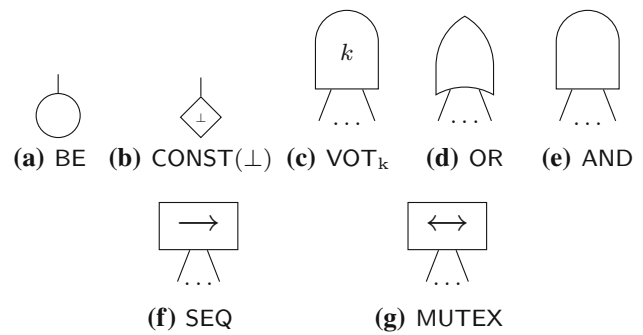 ⊥
k
(a) BE (b) CONST(⊥) (c) VOTₖ (d) OR (e) AND
(f) SEQ (g) MUTEX